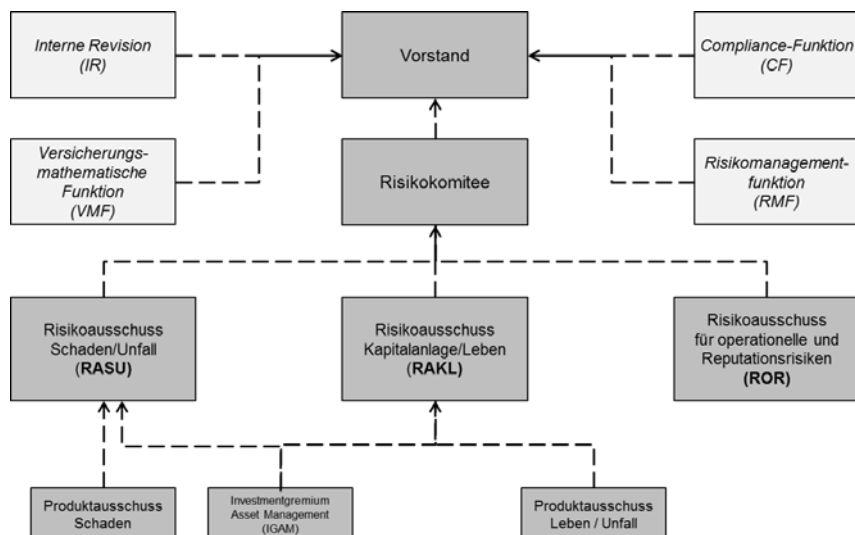 Interne Revision
(IR)
Vorstand
Compliance-Funktion
(CF)
Versicherungs-
mathematische
Funktion
(VMF)
Risikokomitee
Risikomanagement-
funktion
(RMF)
Risikoausschuss
Schaden/Unfall
(RASU)
Risikoausschuss
Kapitalanlage/Leben
(RAKL)
Risikoausschuss
für operationelle und
Reputationsrisiken
(ROR)
Produktausschuss
Schaden
Investmentgremium
Asset Management
(IGAM)
Produktausschuss
Leben / Unfall